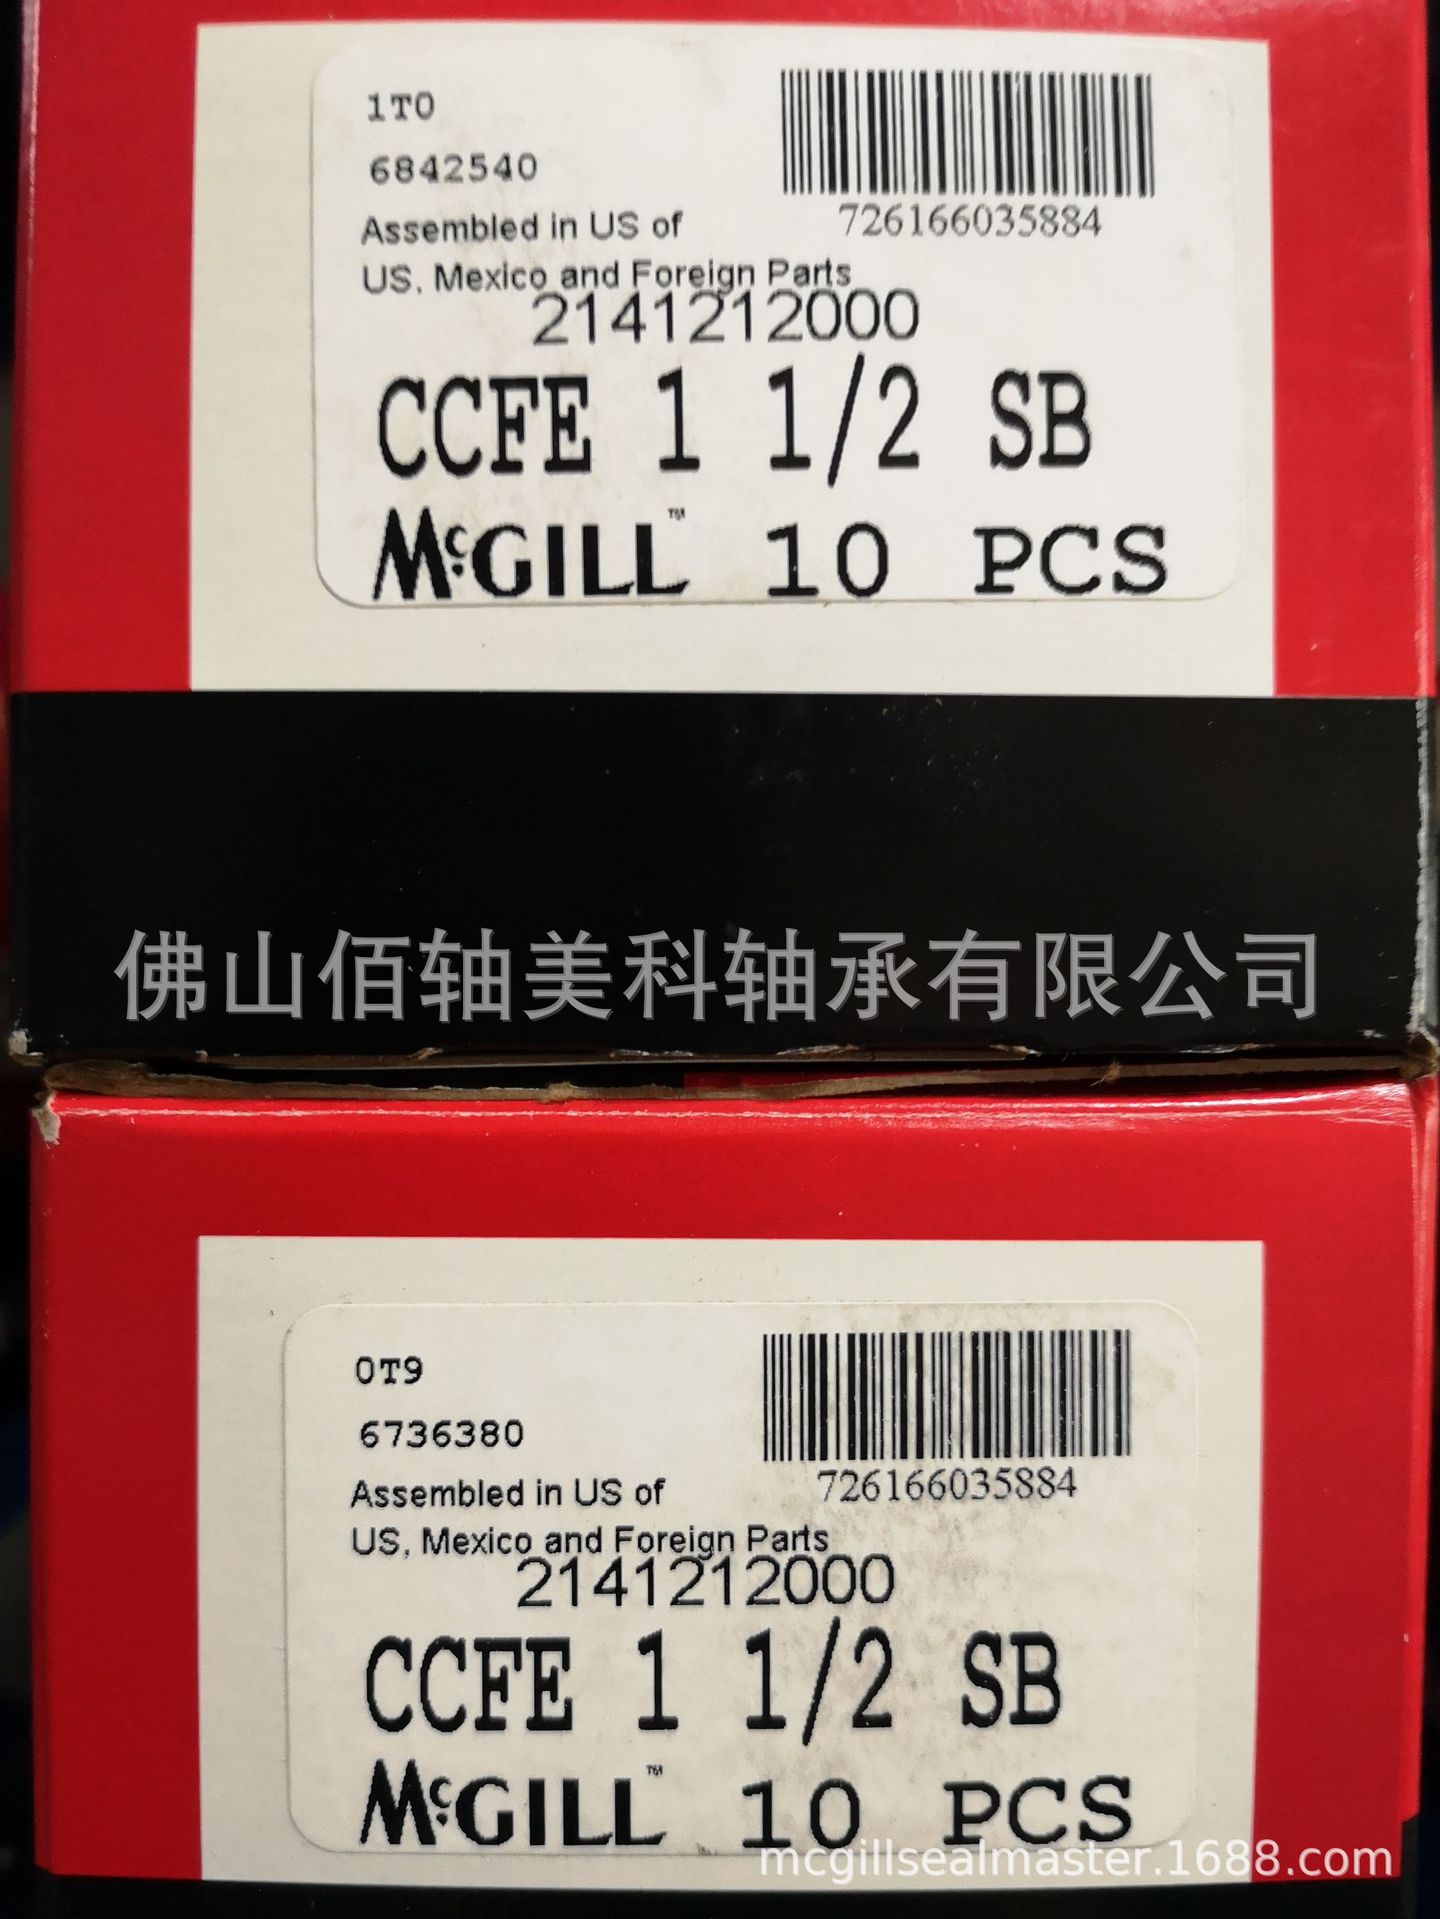 1T0
6842540
Assembled in US of
US, Mexico and Foreign Parts
726166035884
2141212000
CCFE 1 1/2 SB
McGILL™ 10 PCS
佛山佰轴美科轴承有限公司
0T9
6736380
Assembled in US of
US, Mexico and Foreign Parts
726166035884
2141212000
CCFE 1 1/2 SB
McGILL™ 10 PCS
mcgillsealmaster.1688.com